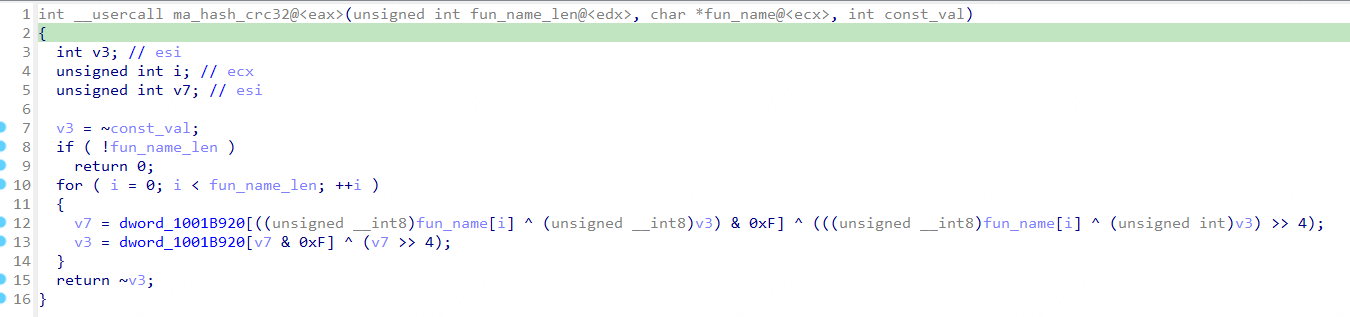 1 int __usercall ma_hash_crc32@<eax>(unsigned int fun_name_len@<edx>, char *fun_name@<ecx>, int const_val)
2 {
3   int v3; // esi
4   unsigned int i; // ecx
5   unsigned int v7; // esi
6
7   v3 = ~const_val;
8   if ( !fun_name_len )
9     return 0;
10   for ( i = 0; i < fun_name_len; ++i )
11   {
12     v7 = dword_1001B920[((unsigned __int8)fun_name[i] ^ (unsigned __int8)v3) & 0xF] ^ (((unsigned __int8)fun_name[i] ^ (unsigned int)v3) >> 4);
13     v3 = dword_1001B920[v7 & 0xF] ^ (v7 >> 4);
14   }
15   return ~v3;
16 }